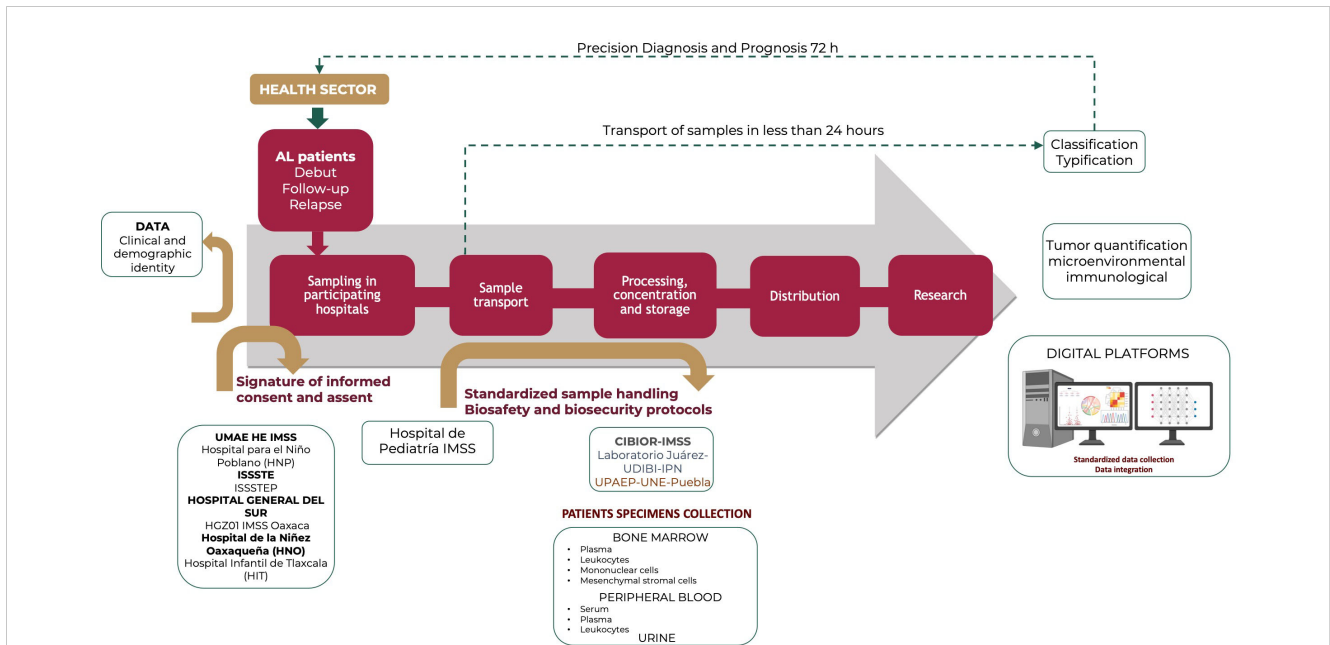 Precision Diagnosis and Prognosis 72 h
HEALTH SECTOR
Transport of samples in less than 24 hours
AL patients
Debut
Follow-up
Relapse
Classification
Typification
DATA
Clinical and
demographic
identity
Sampling in
participating
hospitals
Sample
transport
Processing,
concentration
and storage
Distribution
Research
Tumor quantification
microenvironmental
immunological
Signature of informed
consent and assent
Standardized sample handling
Biosafety and biosecurity protocols
DIGITAL PLATFORMS
Standardized data collection
Data integration
UMAE HE IMSS
Hospital para el Niño
Poblano (HNP)
ISSSTE
ISSSTEP
HOSPITAL GENERAL DEL
SUR
HGZ01 IMSS Oaxaca
Hospital de la Niñez
Oaxaqueña (HNO)
Hospital Infantil de Tlaxcala
(HIT)
Hospital de
Pediatría IMSS
CIBIOR-IMSS
Laboratorio Juárez-
UDIBI-IPN
UPAEP-UNE-Puebla
PATIENTS SPECIMENS COLLECTION
BONE MARROW
• Plasma
• Leukocytes
• Mononuclear cells
• Mesenchymal stromal cells
PERIPHERAL BLOOD
• Serum
• Plasma
• Leukocytes
URINE